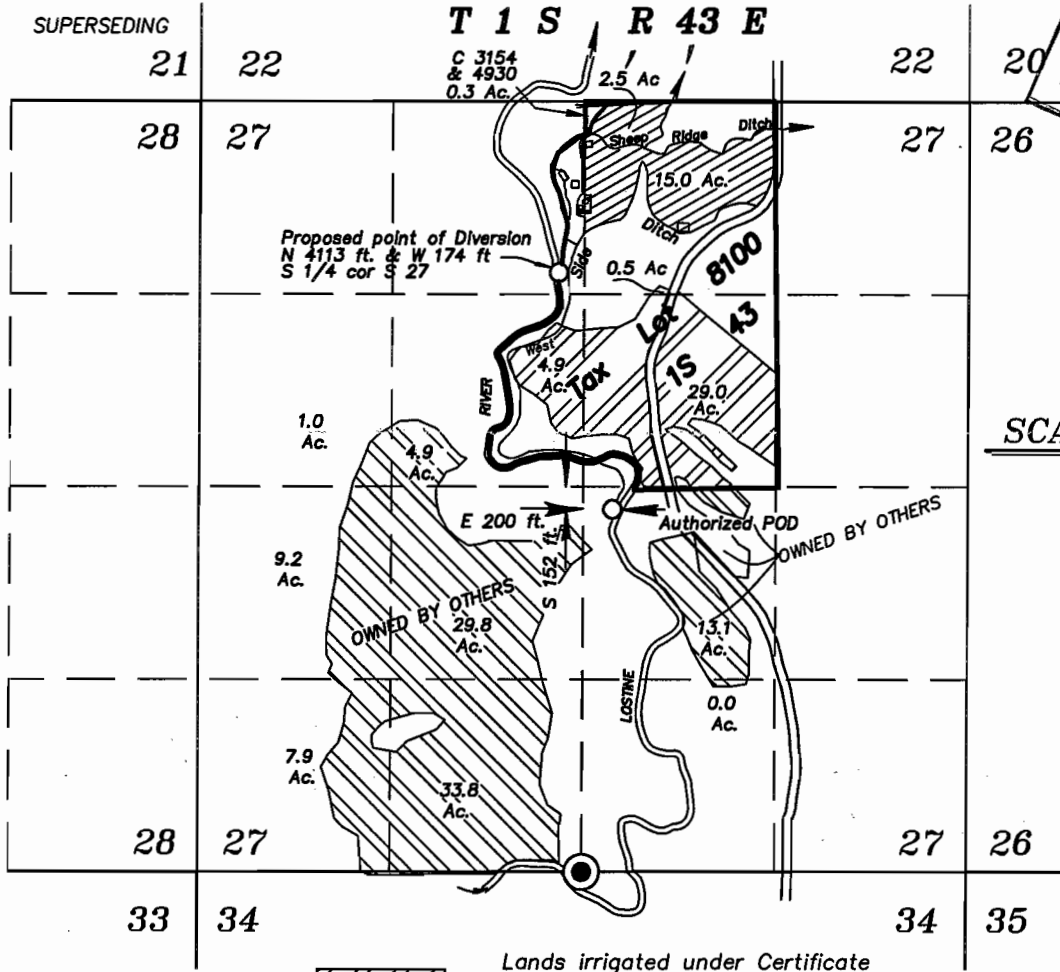 SUPERSEDING
T 1 S R 43 E
21 22
C 3154
& 4930
0.3 Ac.
2.5 Ac
22 20
28 27
27 26
Sheep Ridge Ditch
15.0 Ac.
Proposed point of Diversion
N 4113 ft. & W 174 ft
S 1/4 cor S 27
Side
Ditch
0.5 Ac
8100
43
Lot
1S
Tax
West
4.9
Ac.
29.0
Ac.
RIVER
1.0
Ac.
4.9
Ac.
SCA
E 200 ft.
Authorized POD
S 152 ft.
OWNED BY OTHERS
9.2
Ac.
OWNED BY OTHERS
29.8
Ac.
13.1
Ac.
LOSTINE
0.0
Ac.
7.9
Ac.
33.8
Ac.
28 27
27 26
33 34
34 35
Lands irrigated under Certificate